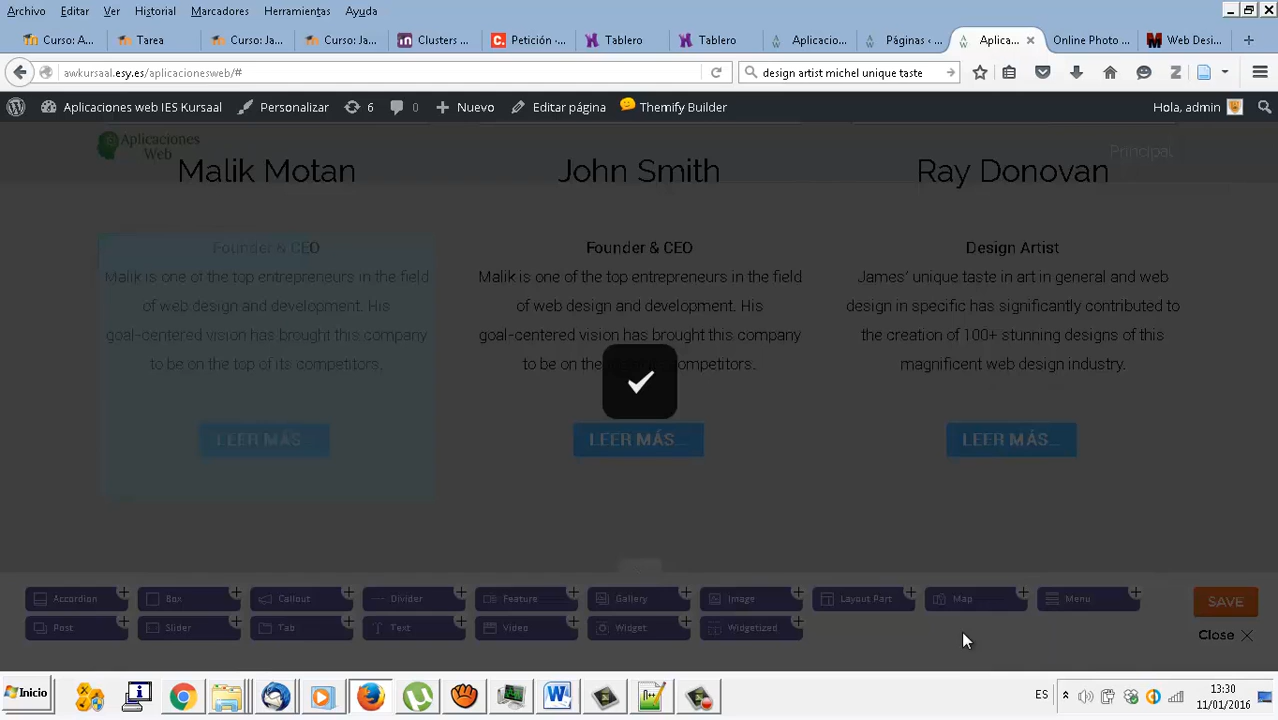 Archivo Editar Ver Historial Marcadores Herramientas Ayuda
Curso: A... Tarea Curso: Ja... Curso: Ja... Clusters ... Petición -... Tablero Tablero Aplicacio... Páginas ‹... Aplica... Online Photo ... Web Desi...
awkursaal.esy.es/aplicacionesweb/# design artist michel unique taste
Aplicaciones web IES Kursaal Personalizar 6 0 Nuevo Editar página Themify Builder Hola, admin
Aplicaciones
Web
Principal
Malik Motan John Smith Ray Donovan
Founder & CEO Founder & CEO Design Artist
Malik is one of the top entrepreneurs in the field Malik is one of the top entrepreneurs in the field James' unique taste in art in general and web
of web design and development. His of web design and development. His design in specific has significantly contributed to
goal-centered vision has brought this company goal-centered vision has brought this company the creation of 100+ stunning designs of this
to be on the top of its competitors. to be on the competitors. magnificent web design industry.
LEER MÁS... LEER MÁS... LEER MÁS...
Accordion Box Callout Divider Feature Gallery Image Layout Part Map Menu SAVE
Post Slider Tab Text Video Widget Widgetized Close
Inicio ES 13:30
11/01/2016